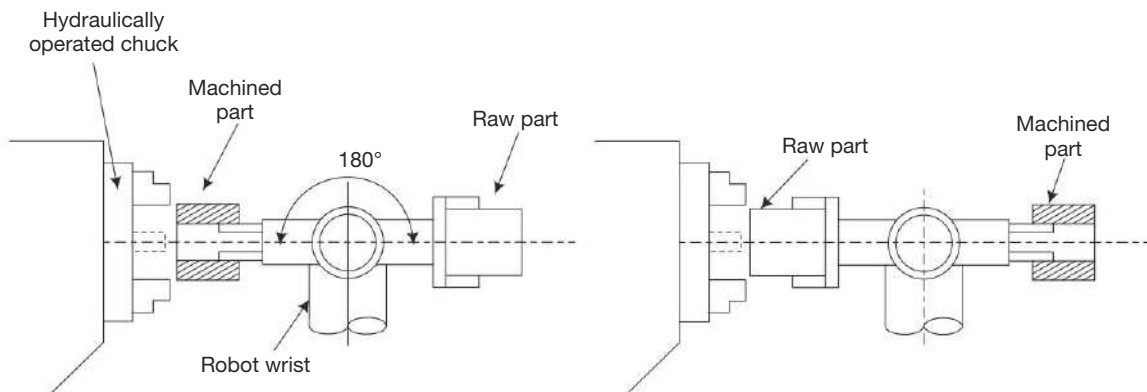 Hydraulically
operated chuck
Machined
part
180°
Raw part
Robot wrist
Raw part
Machined
part